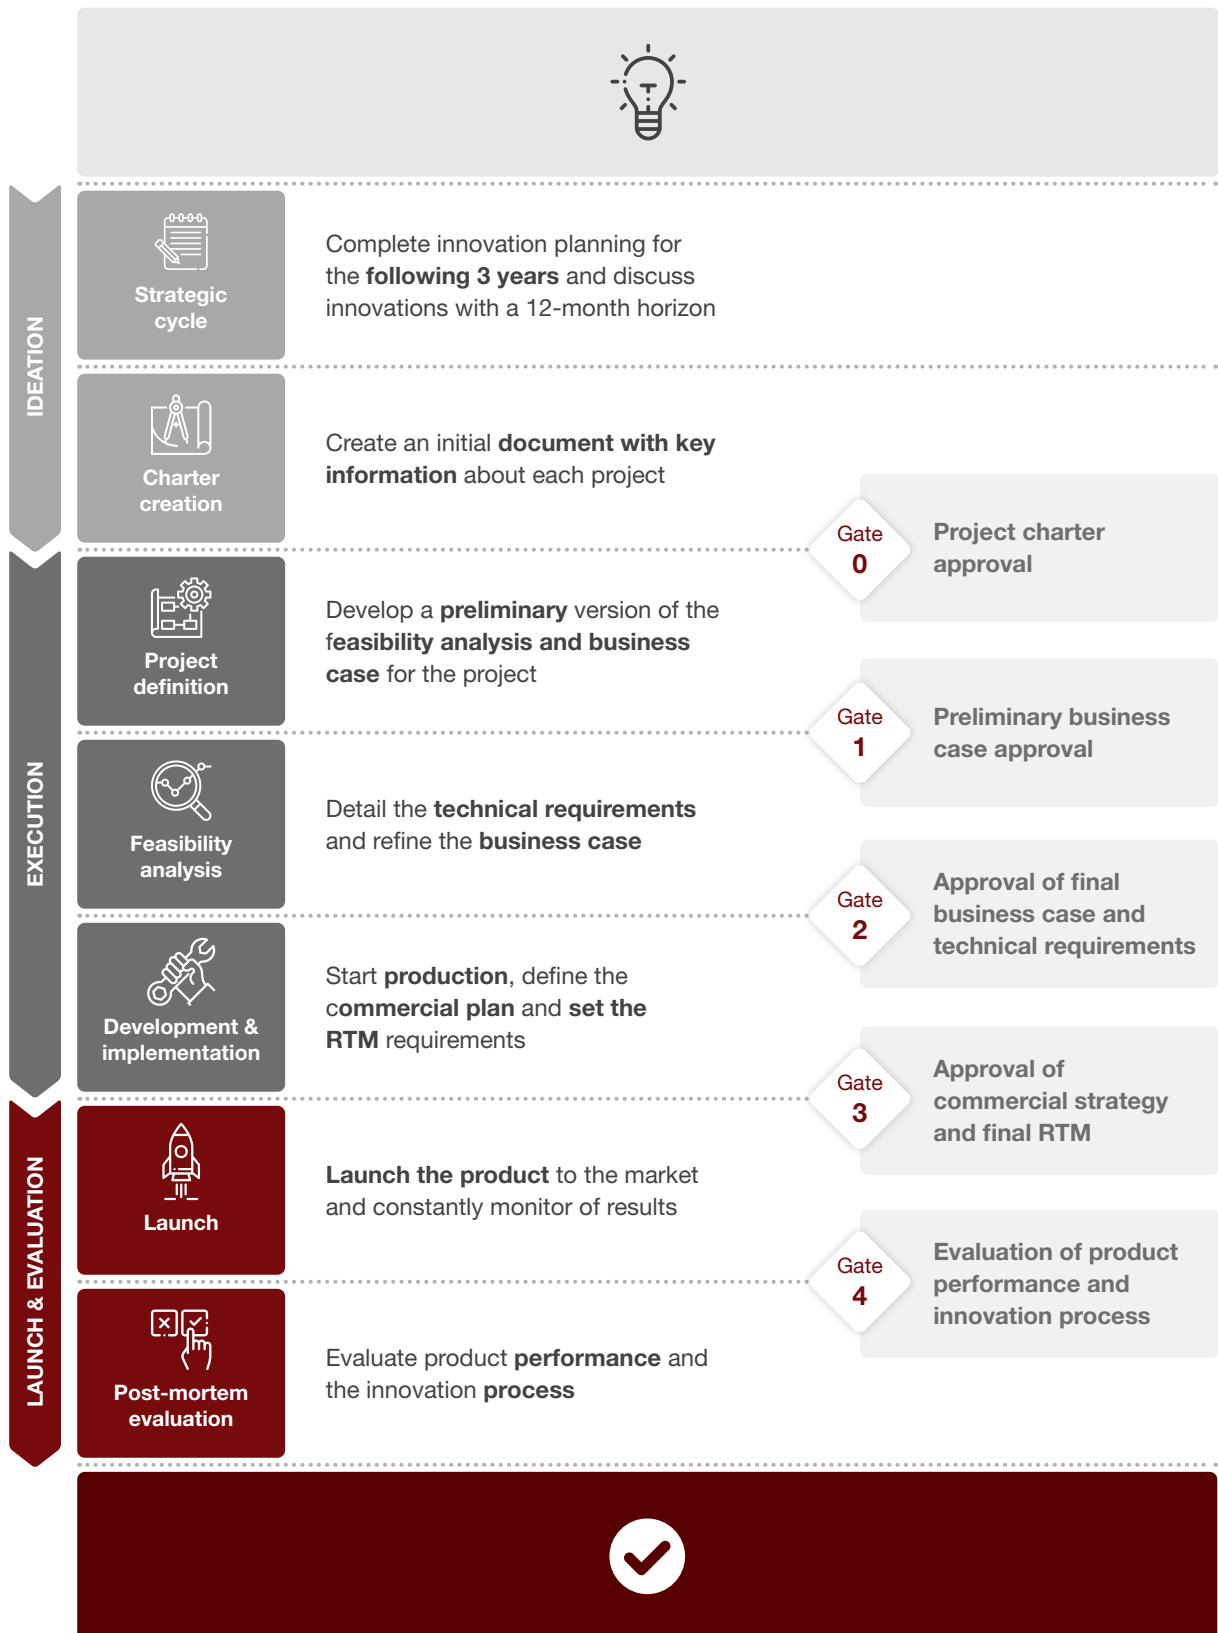 IDEATION
Strategic
cycle
Complete innovation planning for
the following 3 years and discuss
innovations with a 12-month horizon
Charter
creation
Create an initial document with key
information about each project
Gate
0
Project charter
approval
EXECUTION
Project
definition
Develop a preliminary version of the
feasibility analysis and business
case for the project
Gate
1
Preliminary business
case approval
Feasibility
analysis
Detail the technical requirements
and refine the business case
Gate
2
Approval of final
business case and
technical requirements
Development &
implementation
Start production, define the
commercial plan and set the
RTM requirements
Gate
3
Approval of
commercial strategy
and final RTM
LAUNCH & EVALUATION
Launch
Launch the product to the market
and constantly monitor of results
Gate
4
Evaluation of product
performance and
innovation process
Post-mortem
evaluation
Evaluate product performance and
the innovation process